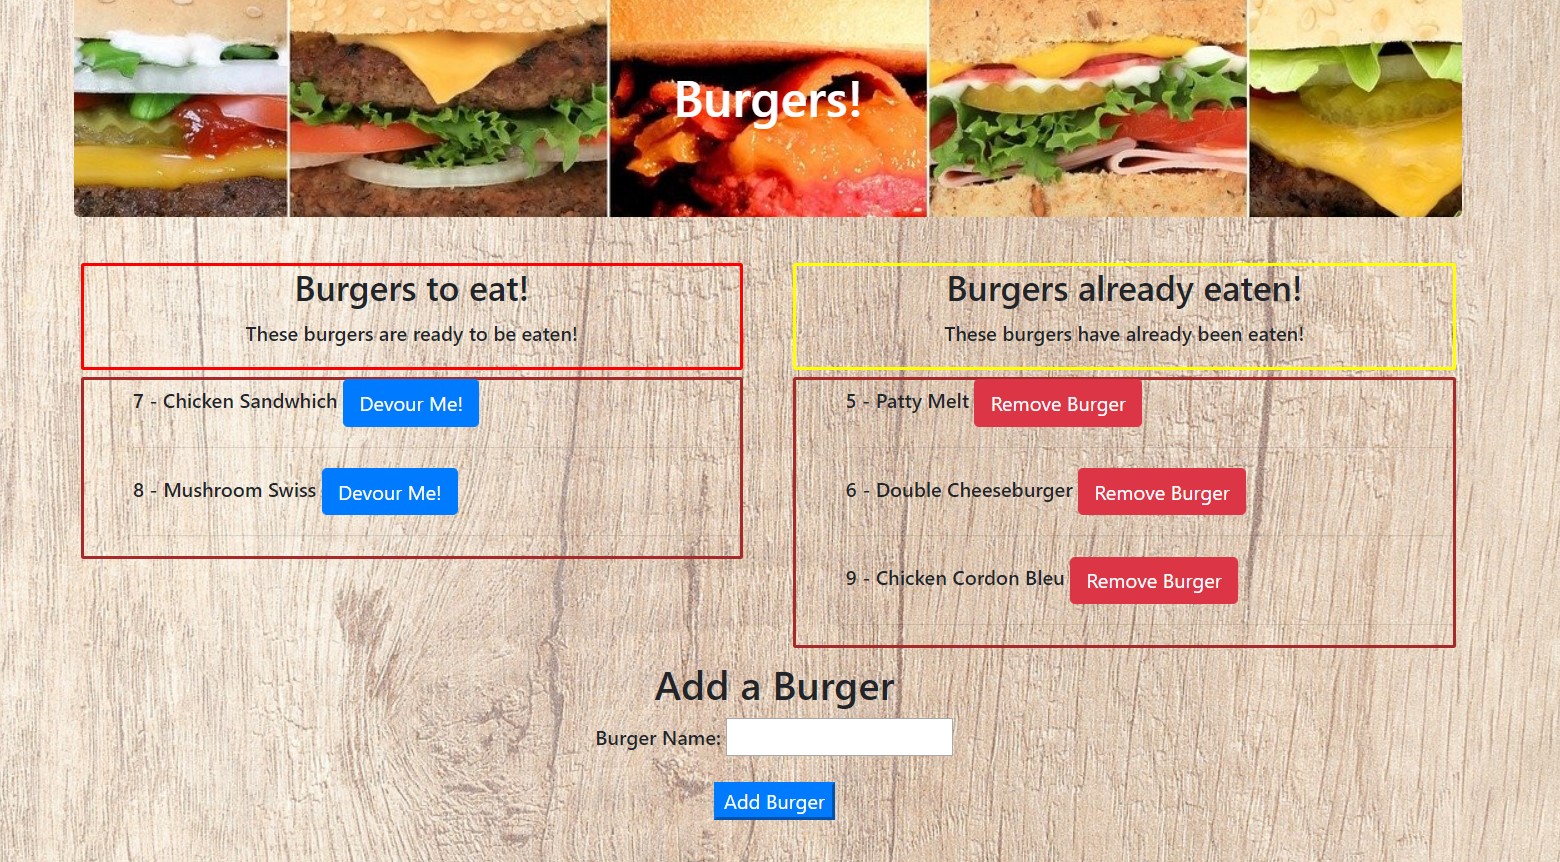 Burgers!
Burgers to eat!
These burgers are ready to be eaten!
7 - Chicken Sandwhich Devour Me!
8 - Mushroom Swiss Devour Me!
Burgers already eaten!
These burgers have already been eaten!
5 - Patty Melt Remove Burger
6 - Double Cheeseburger Remove Burger
9 - Chicken Cordon Bleu Remove Burger
Add a Burger
Burger Name:
Add Burger